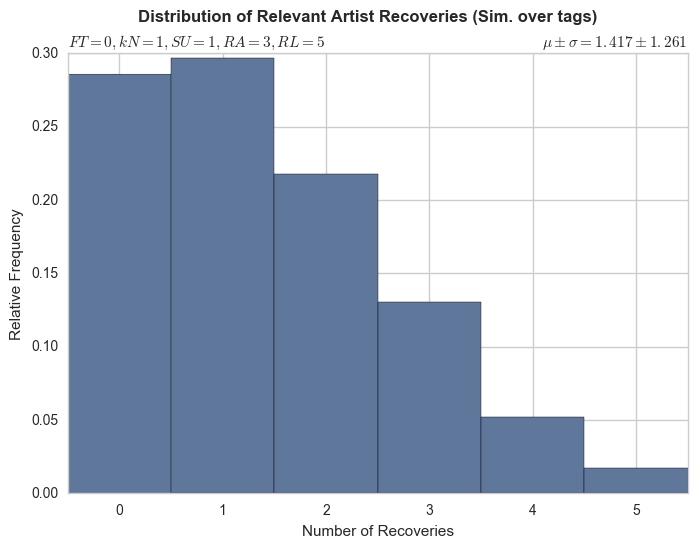 Distribution of Relevant Artist Recoveries (Sim. over tags)
FT = 0, kN = 1, SU = 1, RA = 3, RL = 5
μ ± σ = 1.417 ± 1.261
0.30
0.25
0.20
0.15
0.10
0.05
0.00
Relative Frequency
0 1 2 3 4 5
Number of Recoveries